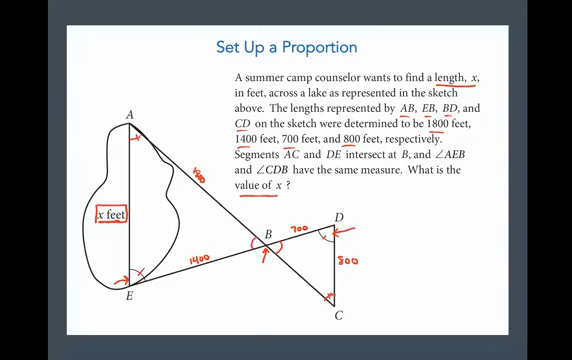 Set Up a Proportion
A summer camp counselor wants to find a length, x,
in feet, across a lake as represented in the sketch
above. The lengths represented by AB, EB, BD, and
CD on the sketch were determined to be 1800 feet,
1400 feet, 700 feet, and 800 feet, respectively.
Segments AC and DE intersect at B, and ∠AEB
and ∠CDB have the same measure. What is the
value of x ?
A
1800
x feet
D
700
B
1400
800
E
C